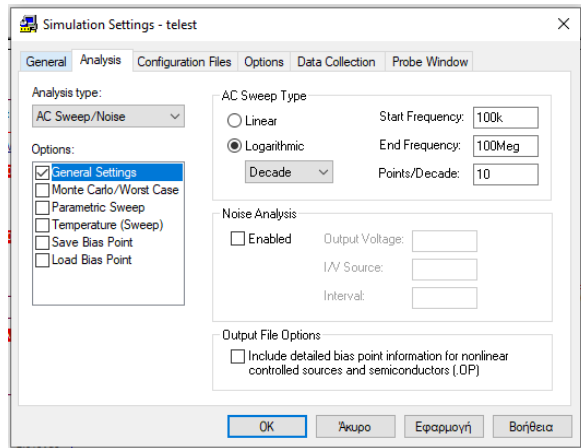 Simulation Settings - telest
General Analysis Configuration Files Options Data Collection Probe Window
Analysis type:
AC Sweep/Noise
Options:
General Settings
Monte Carlo/Worst Case
Parametric Sweep
Temperature (Sweep)
Save Bias Point
Load Bias Point
AC Sweep Type
Linear
Logarithmic
Decade
Start Frequency: 100k
End Frequency: 100Meg
Points/Decade: 10
Noise Analysis
Enabled
Output Voltage:
I/V Source:
Interval:
Output File Options
Include detailed bias point information for nonlinear
controlled sources and semiconductors (.OP)
OK Άκυρο Εφαρμογή Βοήθεια